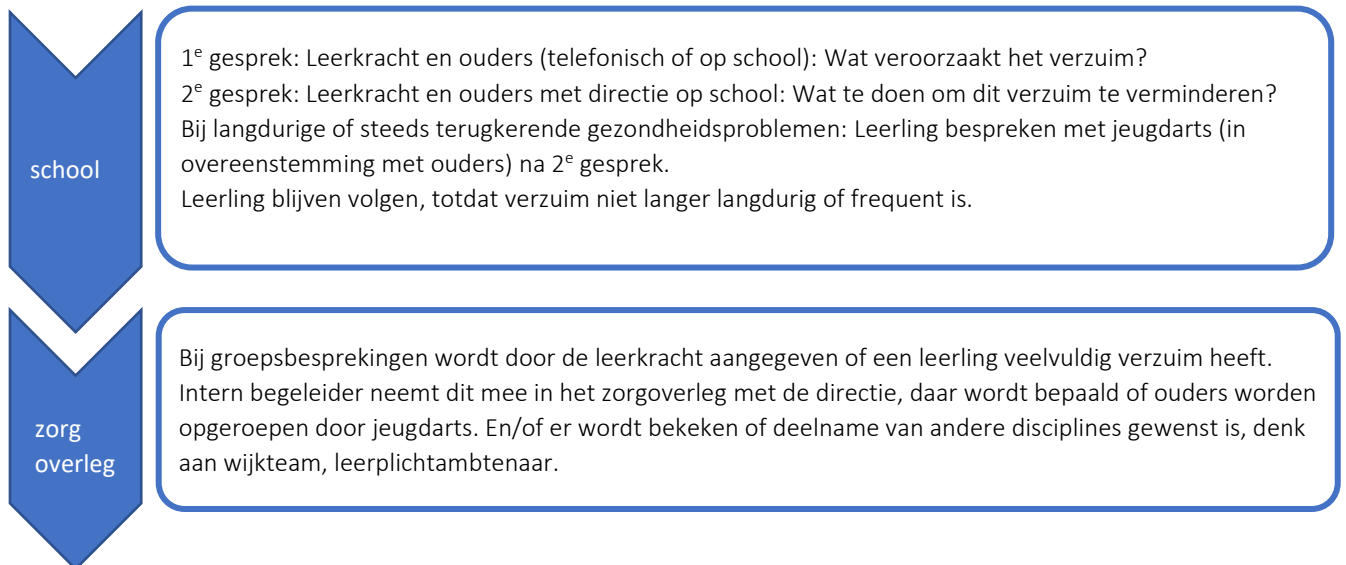 school
1e gesprek: Leerkracht en ouders (telefonisch of op school): Wat veroorzaakt het verzuim?
2e gesprek: Leerkracht en ouders met directie op school: Wat te doen om dit verzuim te verminderen?
Bij langdurige of steeds terugkerende gezondheidsproblemen: Leerling bespreken met jeugdarts (in
overeenstemming met ouders) na 2e gesprek.
Leerling blijven volgen, totdat verzuim niet langer langdurig of frequent is.
zorg
overleg
Bij groepsbesprekingen wordt door de leerkracht aangegeven of een leerling veelvuldig verzuim heeft.
Intern begeleider neemt dit mee in het zorgoverleg met de directie, daar wordt bepaald of ouders worden
opgeroepen door jeugdarts. En/of er wordt bekeken of deelname van andere disciplines gewenst is, denk
aan wijkteam, leerplichtambtenaar.